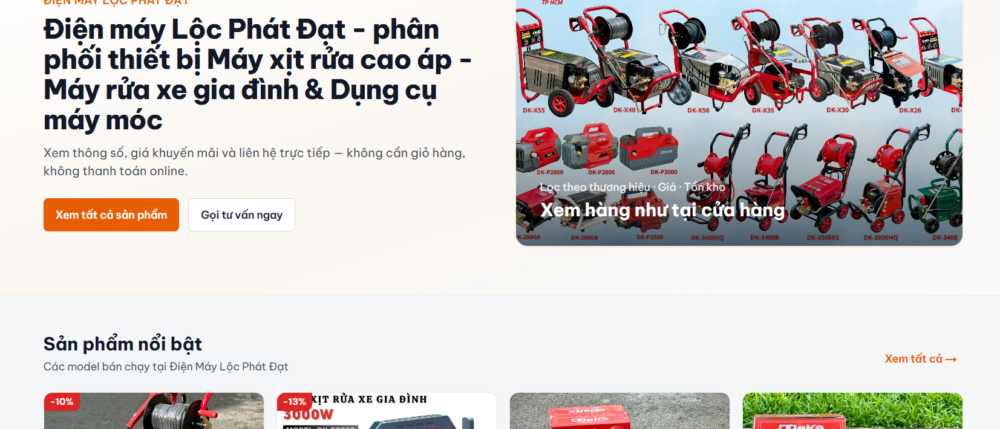 ĐIỆN MÁY LỘC PHÁT ĐẠT
Điện máy Lộc Phát Đạt - phân
phối thiết bị Máy xịt rửa cao áp -
Máy rửa xe gia đình & Dụng cụ
máy móc
Xem thông số, giá khuyến mãi và liên hệ trực tiếp — không cần giỏ hàng,
không thanh toán online.
Xem tất cả sản phẩm
Gọi tư vấn ngay
TP HCM
DK-X55
DK-X40
DK-X56
DK-X35
DK-X30
DK-X26
DK-
DK-P2000
DK-P2800
DK-P3000
Lọc theo thương hiệu · Giá · Tồn kho
Xem hàng như tại cửa hàng
DK-2900A
DK-2900B
DK-P2500
DK-3400SQ
DK-3400R
DK-3500RS
DK-3500HQ
DK-3400
Sản phẩm nổi bật
Các model bán chạy tại Điện Máy Lộc Phát Đạt
Xem tất cả →
-10%
-13%
XỊT RỬA XE GIA ĐÌNH
3000W
DDeKo
DDeKo